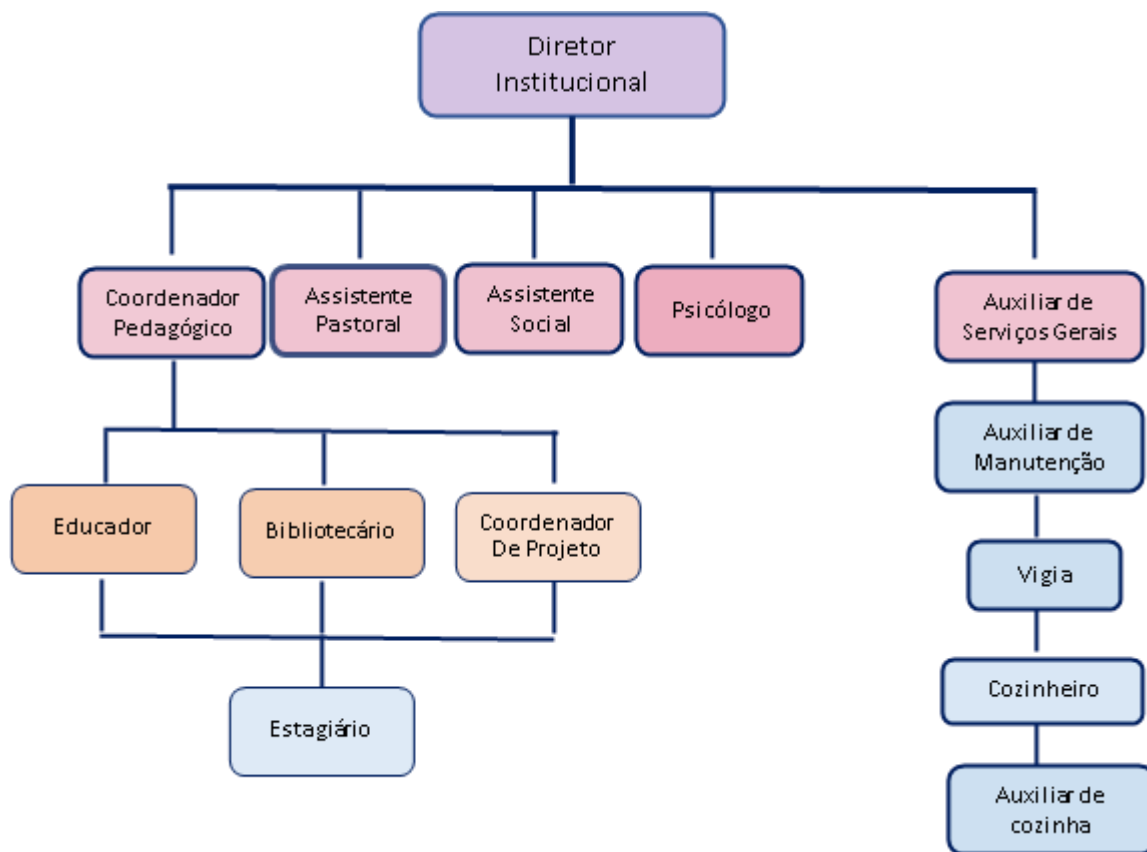 Diretor
Institucional
Coordenador
Pedagógico
Assistente
Pastoral
Assistente
Social
Psicólogo
Auxiliar de
Serviços Gerais
Auxiliar de
Manutenção
Educador
Bibliotecário
Coordenador
De Projeto
Vigia
Cozinheiro
Estagiário
Auxiliar de
cozinha